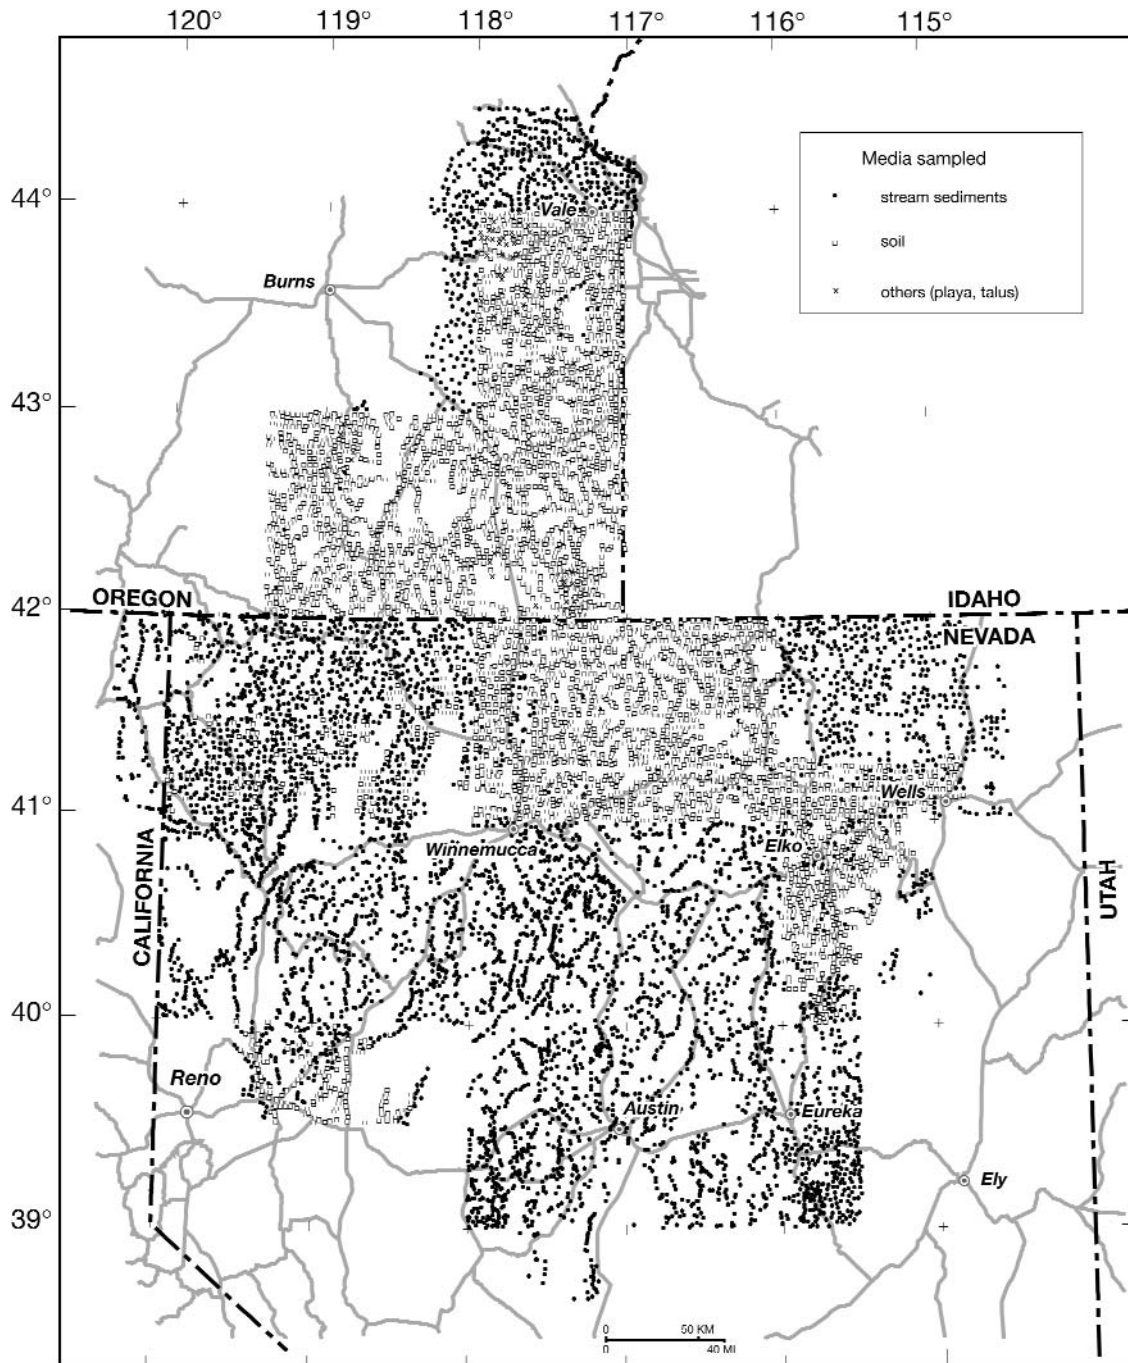 120° 119° 118° 117° 116° 115°
Media sampled
44°
stream sediments
Vale
soil
Burns
others (playa, talus)
43°
42°
OREGON
IDAHO
NEVADA
41°
Wells
CALIFORNIA
Winnemucca
Elko
UTAH
40°
Reno
Austin
Eureka
Ely
39°
0 50 KM
0 40 MI